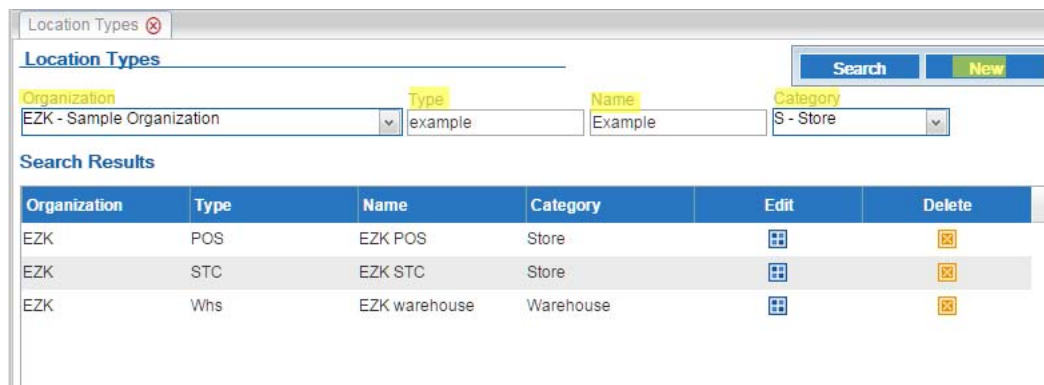 Location Types
Location Types
Search New
Organization Type Name Category
EZK - Sample Organization example Example S - Store
Search Results
Organization Type Name Category Edit Delete
EZK POS EZK POS Store
EZK STC EZK STC Store
EZK Whs EZK warehouse Warehouse